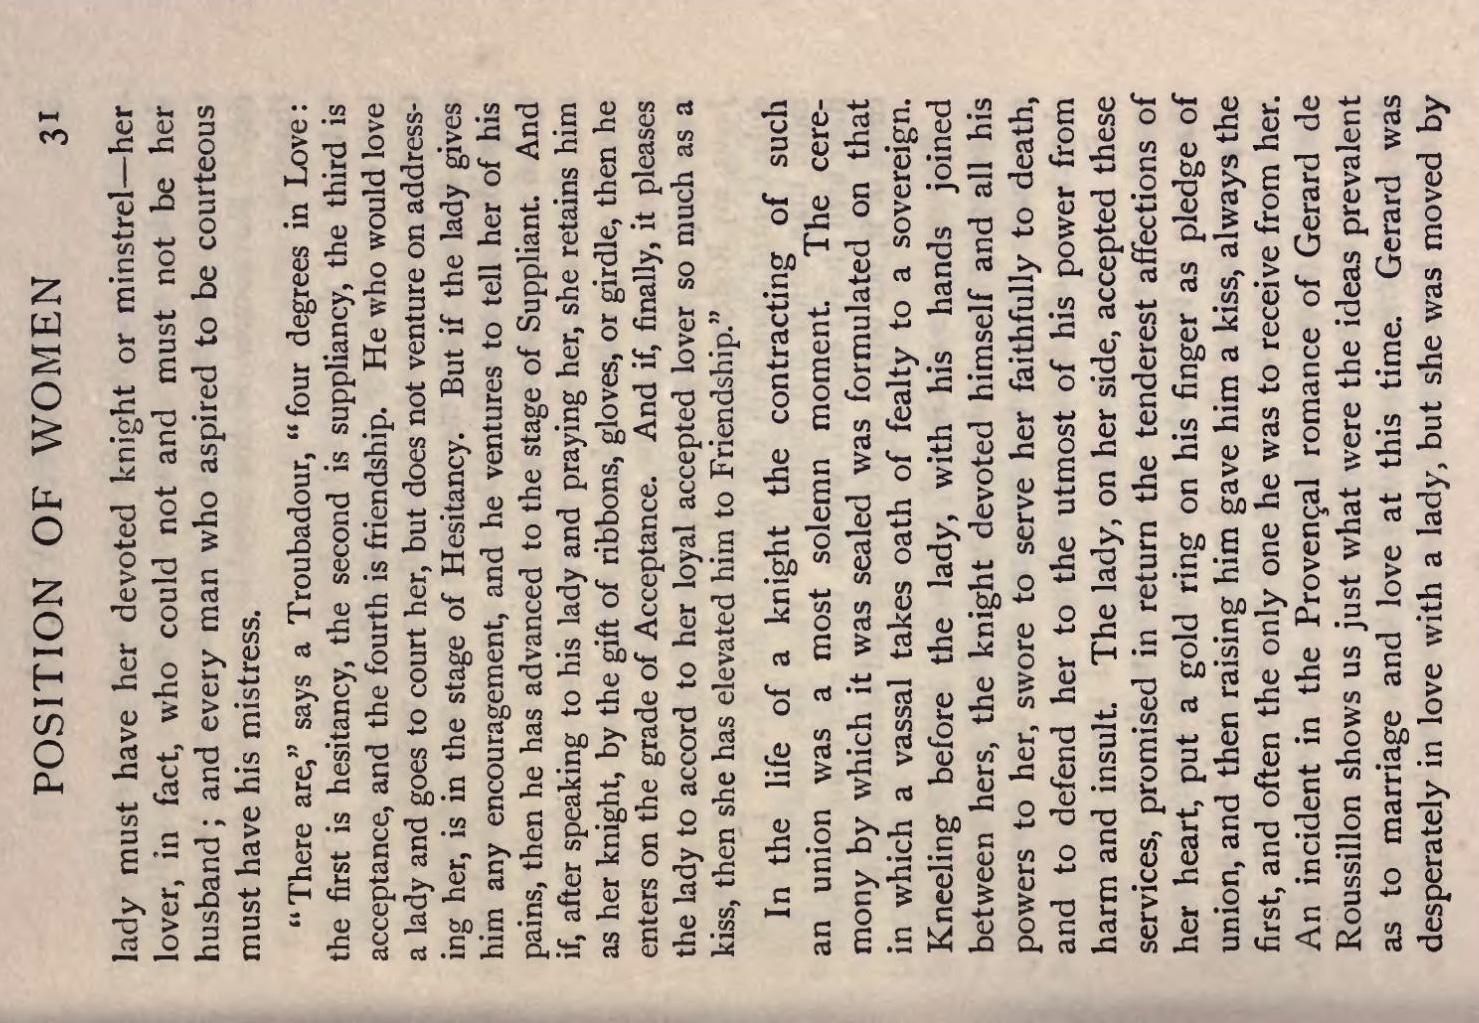 POSITION OF WOMEN 31
lady must have her devoted knight or minstrel—her
lover, in fact, who could not and must not be her
husband; and every man who aspired to be courteous
must have his mistress.
“There are,” says a Troubadour, “four degrees in Love:
the first is hesitancy, the second is suppliancy, the third is
acceptance, and the fourth is friendship. He who would love
a lady and goes to court her, but does not venture on address-
ing her, is in the stage of Hesitancy. But if the lady gives
him any encouragement, and he ventures to tell her of his
pains, then he has advanced to the stage of Suppliant. And
if, after speaking to his lady and praying her, she retains him
as her knight, by the gift of ribbons, gloves, or girdle, then he
enters on the grade of Acceptance. And if, finally, it pleases
the lady to accord to her loyal accepted lover so much as a
kiss, then she has elevated him to Friendship.”
In the life of a knight the contracting of such
an union was a most solemn moment. The cere-
mony by which it was sealed was formulated on that
in which a vassal takes oath of fealty to a sovereign.
Kneeling before the lady, with his hands joined
between hers, the knight devoted himself and all his
powers to her, swore to serve her faithfully to death,
and to defend her to the utmost of his power from
harm and insult. The lady, on her side, accepted these
services, promised in return the tenderest affections of
her heart, put a gold ring on his finger as pledge of
union, and then raising him gave him a kiss, always the
first, and often the only one he was to receive from her.
An incident in the Provençal romance of Gerard de
Roussillon shows us just what were the ideas prevalent
as to marriage and love at this time. Gerard was
desperately in love with a lady, but she was moved by